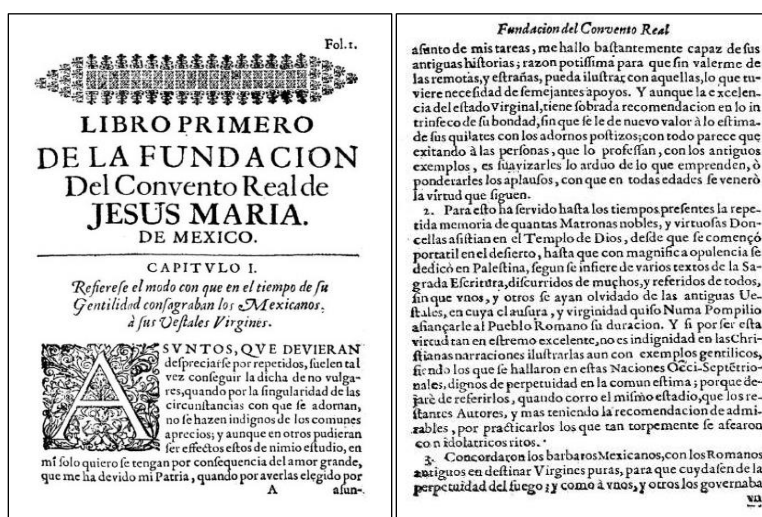 Fol.1.
LIBRO PRIMERO
DE LA FUNDACION
Del Convento Real de
JESUS MARIA.
DE MEXICO.
CAPITVLO I.
Refierese el modo con que en el tiempo de ſu
Gentilidad conſagraban los Mexicanos,
à ſus Veſtales Virgines.
ASVNTOS, QVE DEVIERAN
deſpreciarſe por repetidos, ſuelen tal
vez conſeguir la dicha de no vulga-
res, quando por la ſingularidad de las
circunſtancias con que ſe adornan,
no ſe hazen indignos de los comunes
aprecios; y aunque en otros pudieran
ſer effectos eſtos de nimio eſtudio, en
mi ſolo quiero ſe tengan por conſequencia del amor grande,
que me ha devido mi Patria, quando por averlas elegido por
A aſun-
Fundacion del Convento Real
aſunto de mis tareas, me hallo baſtantemente capaz de ſus
antiguas hiſtorias; razon potiſſima para que ſin valerme de
las remotas, y eſtrañas, pueda iluſtrar con aquellas, lo que tu-
viere neceſidad de ſemejantes apoyos. Y aunque la excelen-
cia del eſtado Virginal, tiene ſobrada recomendacion en lo in
trinſeco de ſu bondad, ſin que ſe le de nuevo valor à lo eſtima-
de ſus quilates con los adornos poſtizos; con todo parece que
exitando à las perſonas, que lo profeſſan, con los antiguos
exemplos, es ſuavizarles lo arduo de lo que emprenden, ò
ponderarles los aplauſos, con que en todas edades ſe venerò
la virtud que ſiguen.
2. Para eſto ha ſervido haſta los tiempos preſentes la repe-
tida memoria de quantas Matronas nobles, y virtuoſas Don-
cellas aſiſtian en el Templo de Dios, deſde que ſe començó
portatil en el deſierto, haſta que con magnifica opulencia ſe
dedicò en Paleſtina, ſegun ſe infiere de varios textos de la Sa-
grada Eſcritura, diſcurridos de muchos, y referidos de todos,
ſin que vnos, y otros ſe ayan olvidado de las antiguas Ve-
ſtales, en cuya clauſura, y virginidad quiſo Numa Pompilio
afiançarle al Pueblo Romano ſu duracion. Y ſi por ſer eſta
virtud tan en eſtremo excelente, no es indignidad en las Chri-
ſtianas narraciones iluſtrarlas aun con exemplos gentilicos,
ſiendo los que ſe hallaron en eſtas Naciones Occi-Septétrio-
nales, dignos de perpetuidad en la comun eſtima; porque de-
jarè de referirlos, quando corro el miſmo eſtadio, que los re-
ſtantes Autores, y mas teniendo la recomendacion de admi-
rables, por practicarlos los que tan torpemente ſe afearon
con idolatricos ritos.
3. Concordaron los barbaros Mexicanos, con los Romanos
antiguos en deſtinar Virgines puras, para que cuydaſen de la
perpetuidad del fuego; y como à vnos, y otros los governaba